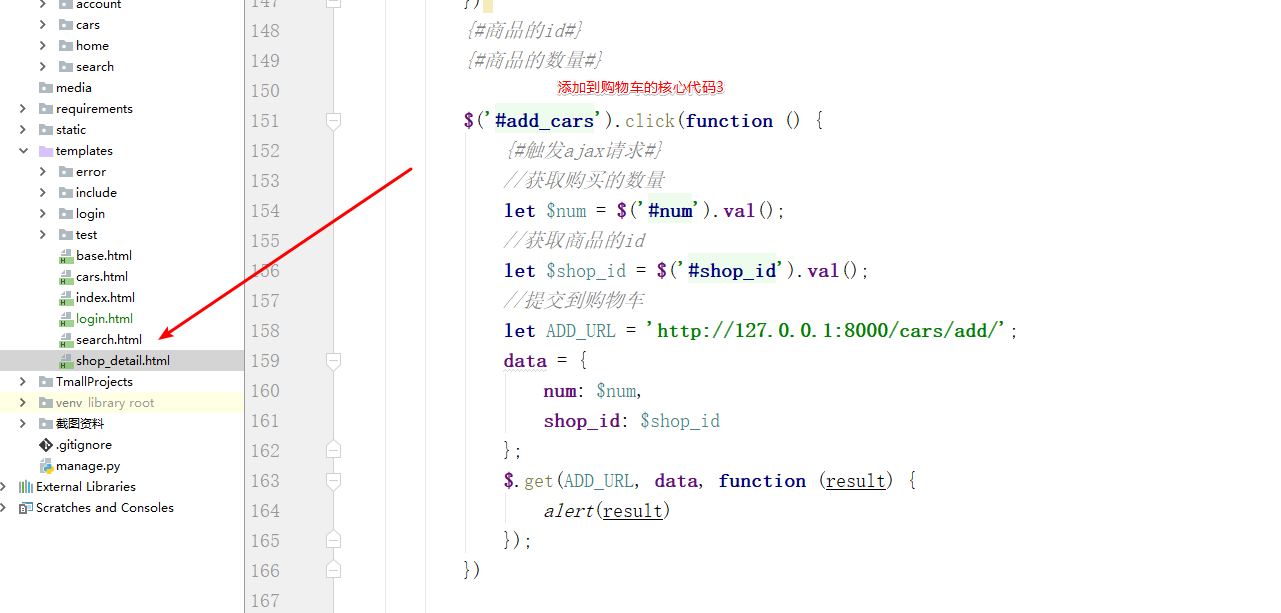 account
cars
home
search
media
requirements
static
templates
error
include
login
test
base.html
cars.html
index.html
login.html
search.html
shop_detail.html
TmallProjects
venv library root
截图资料
.gitignore
manage.py
External Libraries
Scratches and Consoles
147 })
148 {#商品的id#}
149 {#商品的数量#}
150 添加到购物车的核心代码3
151 $('#add_cars').click(function () {
152 {#触发ajax请求#}
153 //获取购买的数量
154 let $num = $('#num').val();
155 //获取商品的id
156 let $shop_id = $('#shop_id').val();
157 //提交到购物车
158 let ADD_URL = 'http://127.0.0.1:8000/cars/add/';
159 data = {
160 num: $num,
161 shop_id: $shop_id
162 };
163 $.get(ADD_URL, data, function (result) {
164 alert(result)
165 });
166 })
167